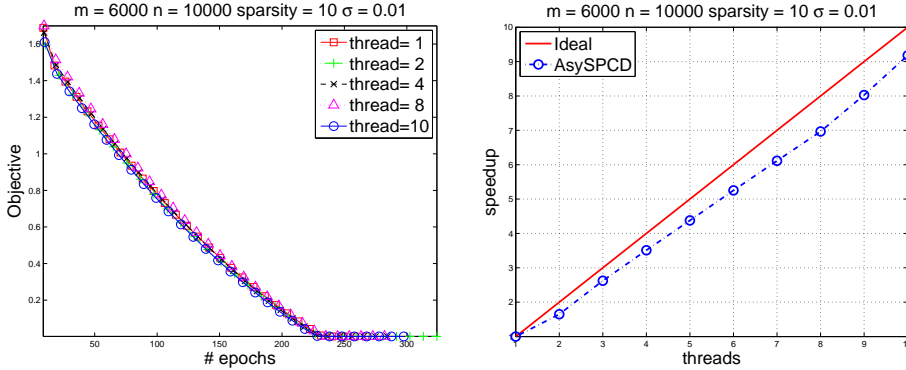 m = 6000 n = 10000 sparsity = 10 σ = 0.01
1.6
1.4
1.2
1
0.8
0.6
0.4
0.2
Objective
thread= 1
thread= 2
thread= 4
thread= 8
thread=10
50
100
150
200
250
300
# epochs
m = 6000 n = 10000 sparsity = 10 σ = 0.01
10
9
8
7
6
5
4
3
2
1
speedup
Ideal
AsySPCD
1
2
3
4
5
6
7
8
9
10
threads